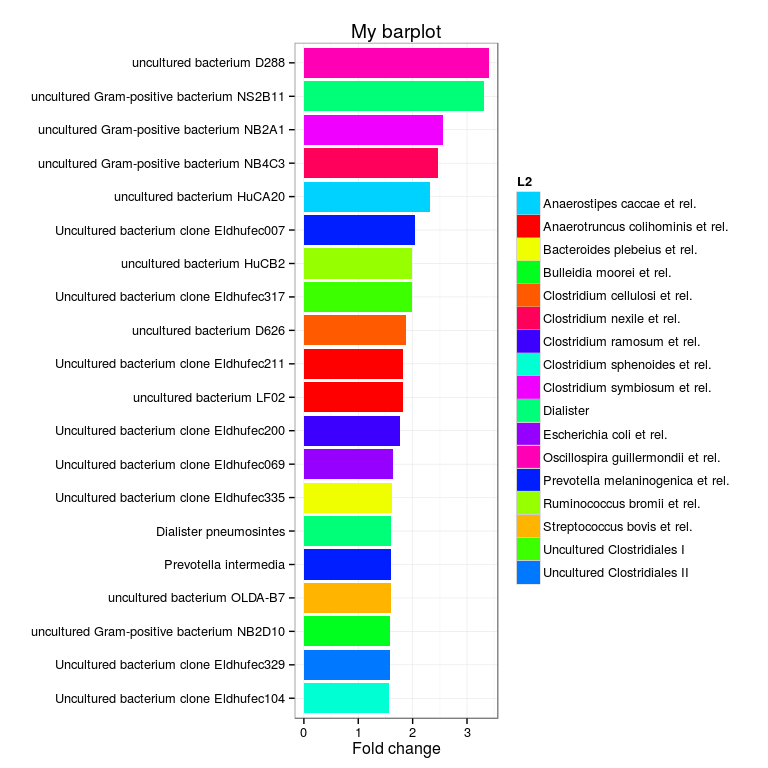 My barplot
uncultured bacterium D288
uncultured Gram-positive bacterium NS2B11
uncultured Gram-positive bacterium NB2A1
uncultured Gram-positive bacterium NB4C3
uncultured bacterium HuCA20
Uncultured bacterium clone Eldhufec007
uncultured bacterium HuCB2
Uncultured bacterium clone Eldhufec317
uncultured bacterium D626
Uncultured bacterium clone Eldhufec211
uncultured bacterium LF02
Uncultured bacterium clone Eldhufec200
Uncultured bacterium clone Eldhufec069
Uncultured bacterium clone Eldhufec335
Dialister pneumosintes
Prevotella intermedia
uncultured bacterium OLDA-B7
uncultured Gram-positive bacterium NB2D10
Uncultured bacterium clone Eldhufec329
Uncultured bacterium clone Eldhufec104
0 1 2 3
Fold change
L2
Anaerostipes caccae et rel.
Anaerotruncus colihominis et rel.
Bacteroides plebeius et rel.
Bulleidia moorei et rel.
Clostridium cellulosi et rel.
Clostridium nexile et rel.
Clostridium ramosum et rel.
Clostridium sphenoides et rel.
Clostridium symbiosum et rel.
Dialister
Escherichia coli et rel.
Oscillospira guillermondii et rel.
Prevotella melaninogenica et rel.
Ruminococcus bromii et rel.
Streptococcus bovis et rel.
Uncultured Clostridiales I
Uncultured Clostridiales II